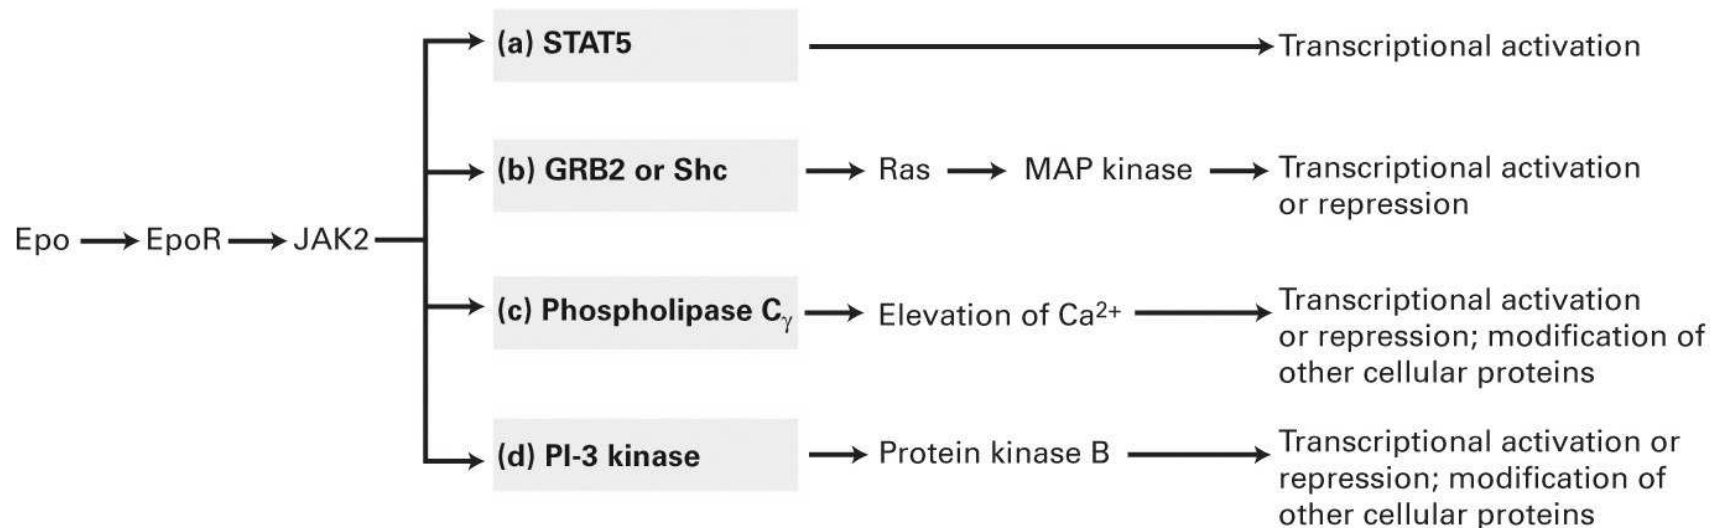 (a) STAT5
Transcriptional activation
(b) GRB2 or Shc
Ras
MAP kinase
Transcriptional activation
or repression
Epo
EpoR
JAK2
(c) Phospholipase Cγ
Elevation of Ca2+
Transcriptional activation
or repression; modification of
other cellular proteins
(d) PI-3 kinase
Protein kinase B
Transcriptional activation or
repression; modification of
other cellular proteins